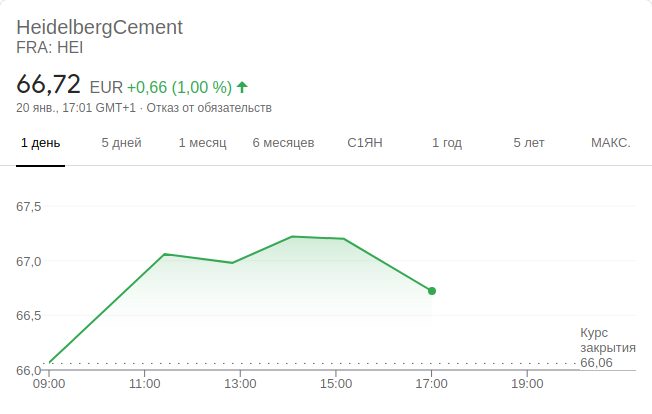 HeidelbergCement
FRA: HEI
66,72 EUR +0,66 (1,00 %)
20 янв., 17:01 GMT+1 · Отказ от обязательств
1 день 5 дней 1 месяц 6 месяцев С1ЯН 1 год 5 лет МАКС.
67,5
67,0
66,5
Курс
закрытия
66,06
66,0
09:00 11:00 13:00 15:00 17:00 19:00